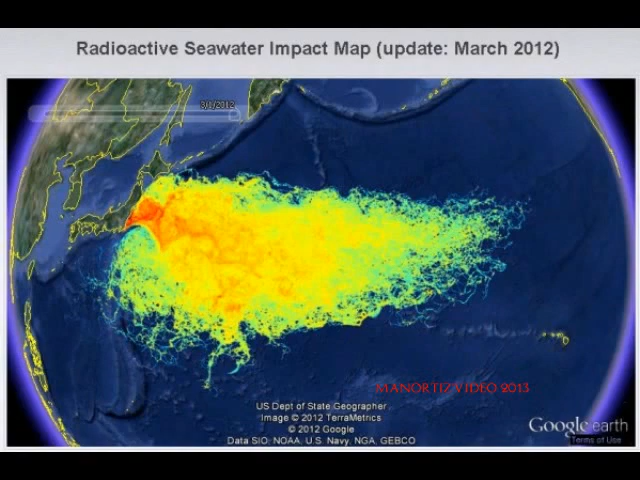 Radioactive Seawater Impact Map (update: March 2012)
3/1/2012
MANORTIZ VIDEO 2013
US Dept of State Geographer
Image © 2012 TerraMetrics
© 2012 Google
Data SIO, NOAA, U.S. Navy, NGA, GEBCO
Google earth
Terms of Use